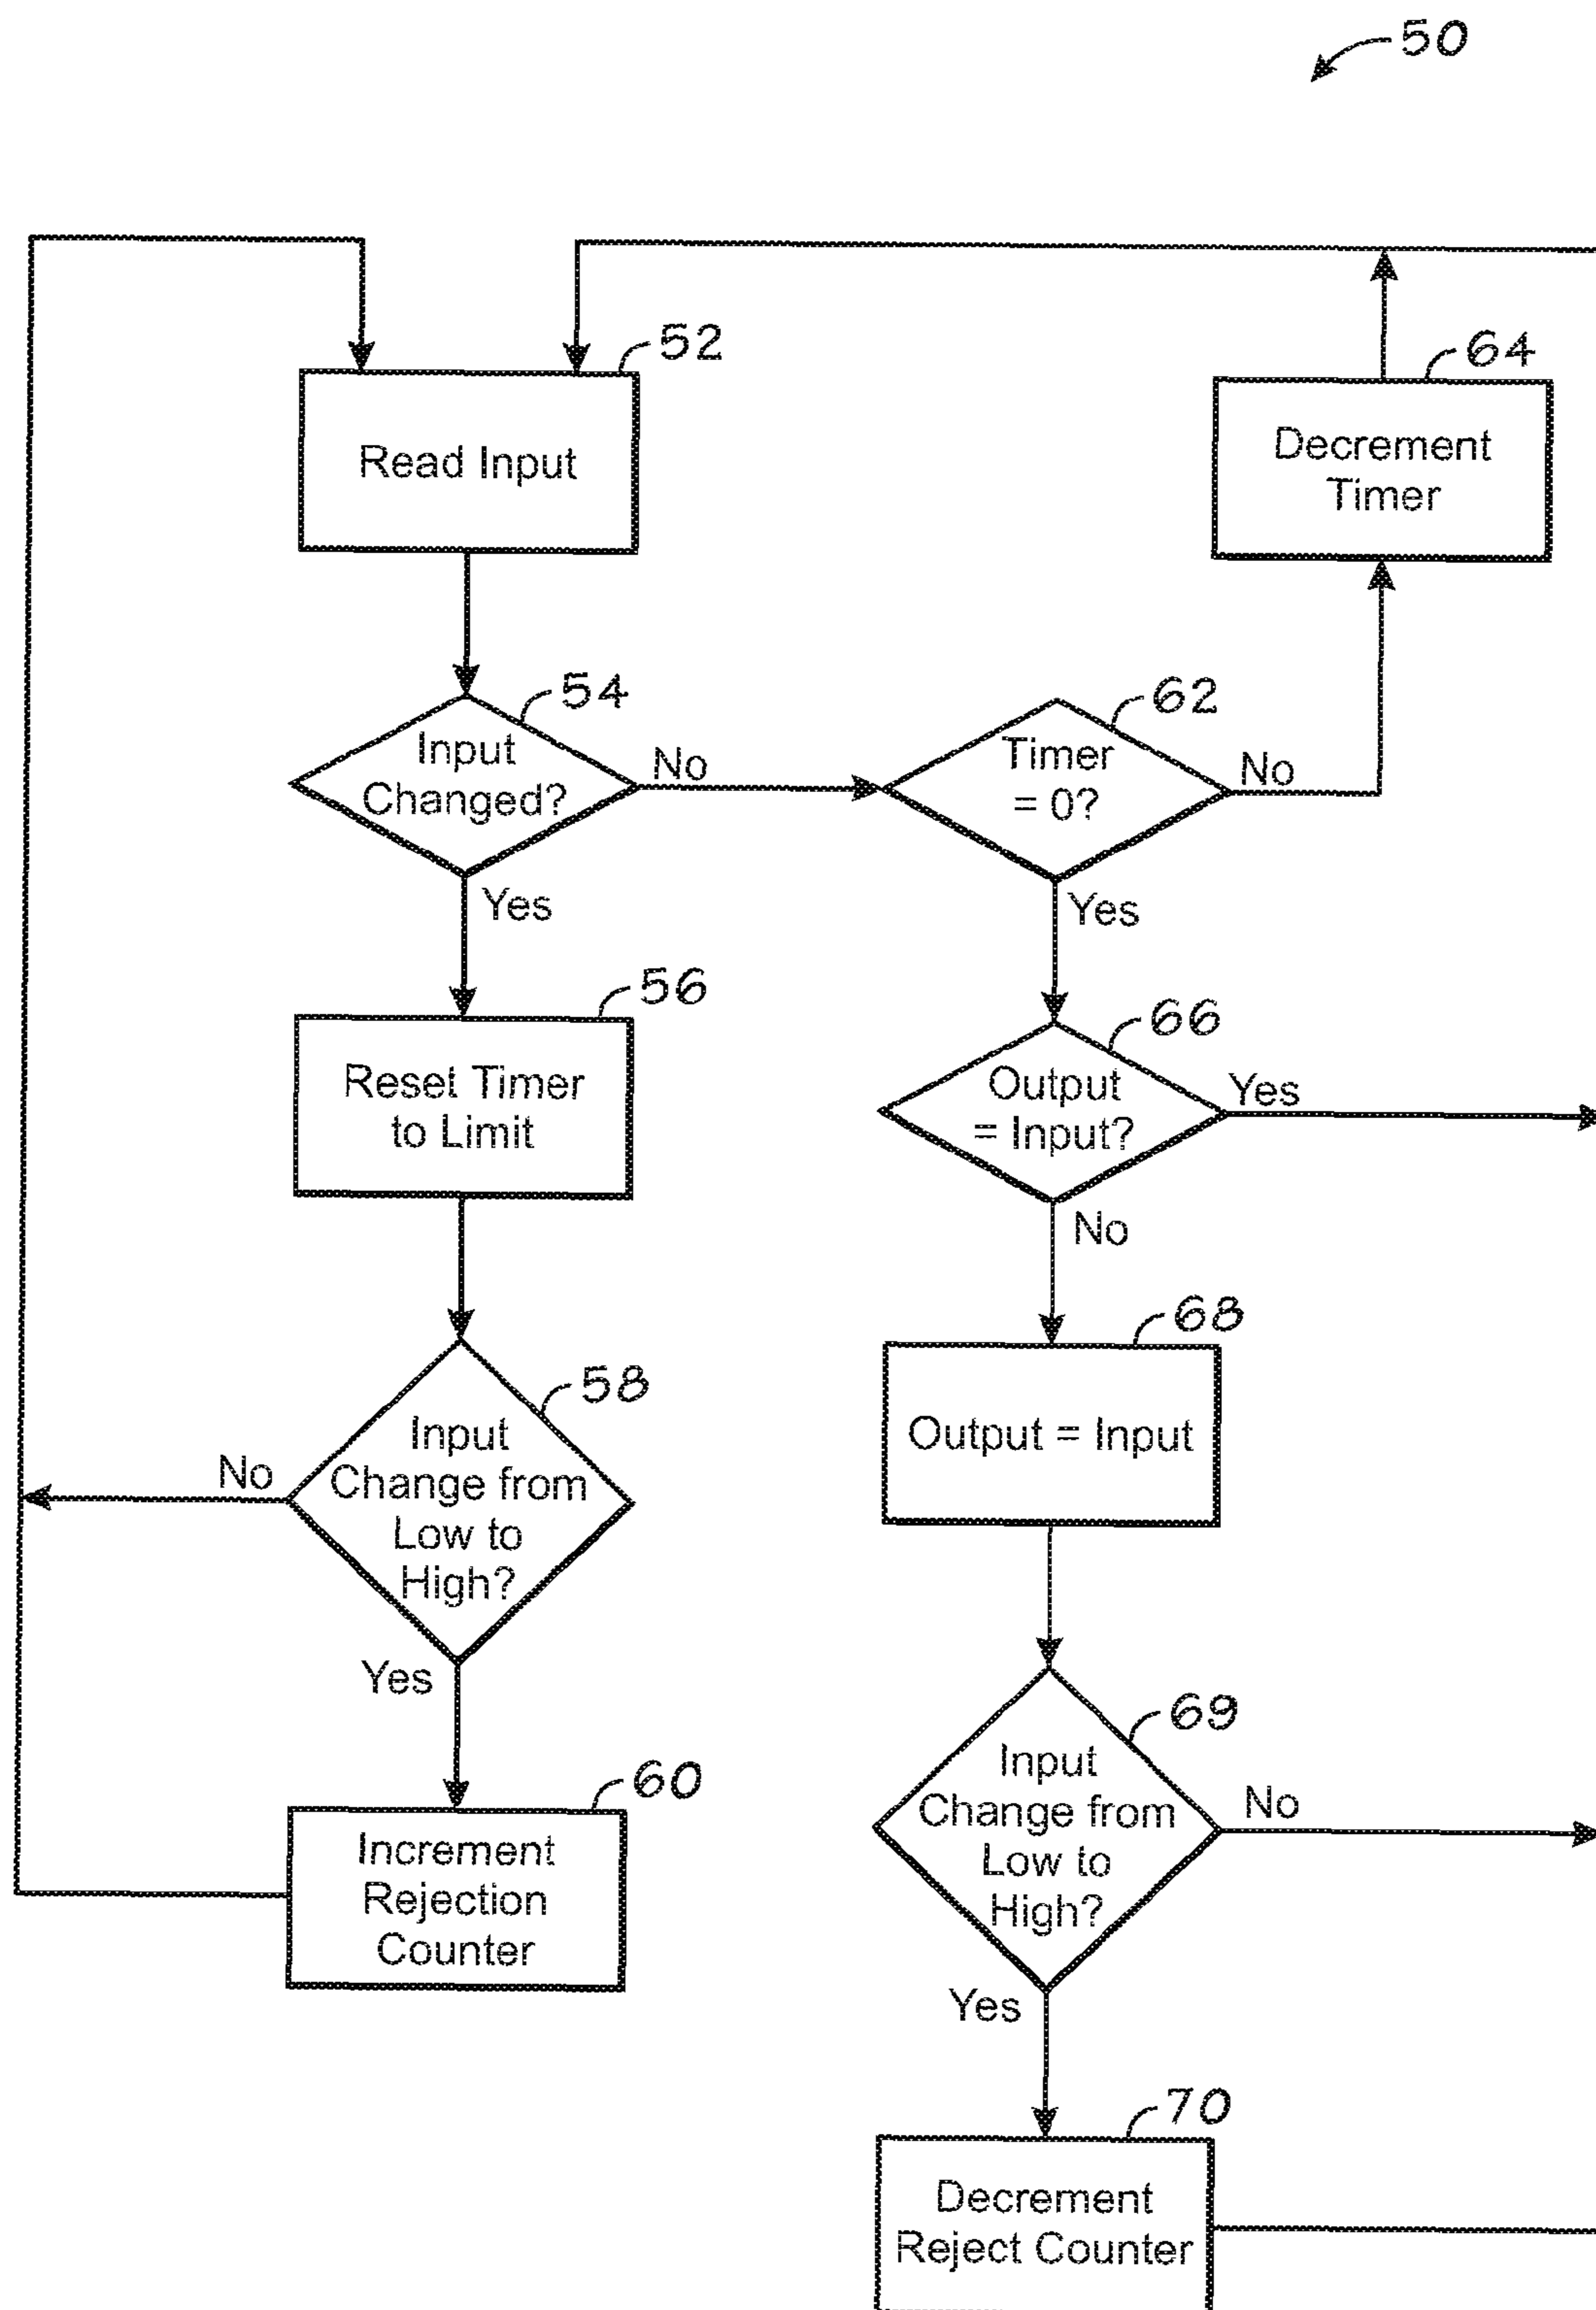 50
52
Read Input
64
Decrement
Timer
54
Input
Changed?
No
Yes
62
Timer
= 0?
No
Yes
56
Reset Timer
to Limit
66
Output
= Input?
Yes
No
58
Input
Change from
Low to
High?
No
Yes
68
Output = Input
60
Increment
Rejection
Counter
69
Input
Change from
Low to
High?
No
Yes
70
Decrement
Reject Counter